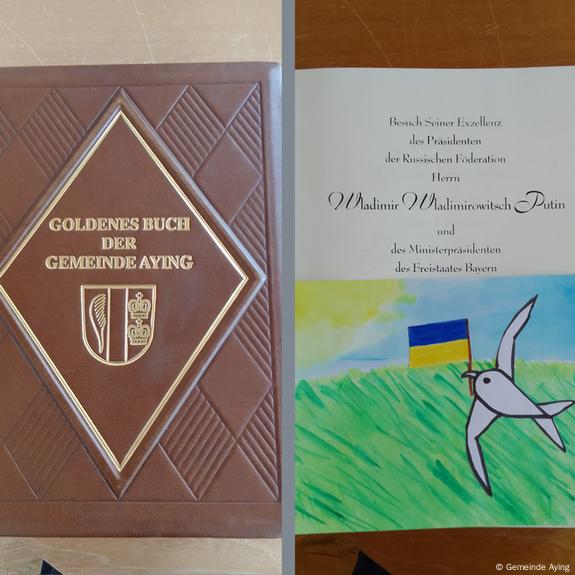 GOLDENES BUCH
DER
GEMEINDE AYING
Besuch Seiner Exzellenz
des Präsidenten
der Russischen Föderation
Herrn
Wladimir Wladimirowitsch Putin
und
des Ministerpräsidenten
des Freistaates Bayern
© Gemeinde Aying